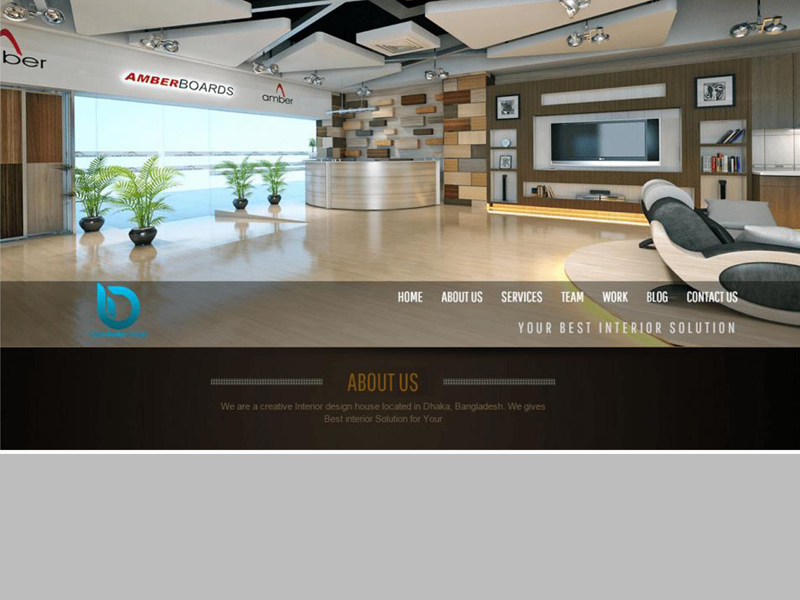 mber
AMBERBOARDS
amber
HOME ABOUT US SERVICES TEAM WORK BLOG CONTACT US
YOUR BEST INTERIOR SOLUTION
ABOUT US
We are a creative Interior design house located in Dhaka, Bangladesh. We gives
Best interior Solution for Your